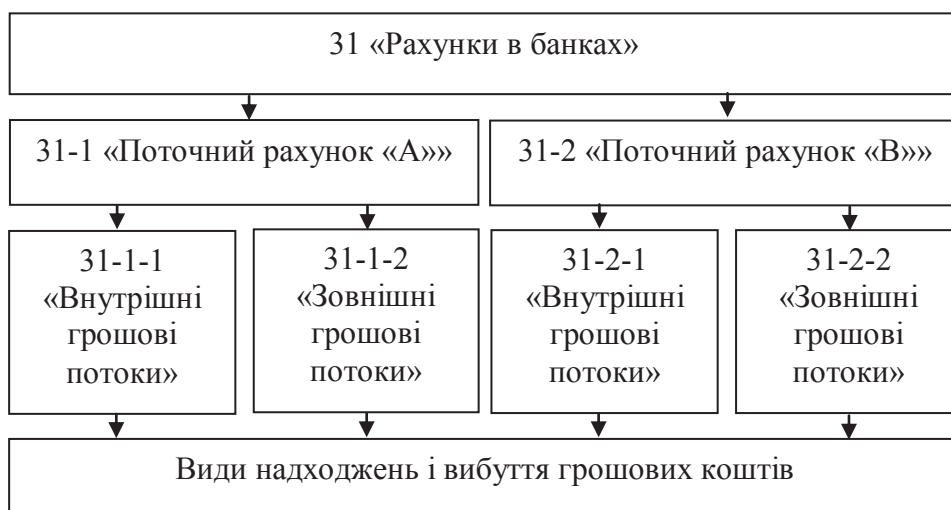 31 «Рахунки в банках»
31-1 «Поточний рахунок «А»»
31-2 «Поточний рахунок «В»»
31-1-1
«Внутрішні
грошові
потоки»
31-1-2
«Зовнішні
грошові
потоки»
31-2-1
«Внутрішні
грошові
потоки»
31-2-2
«Зовнішні
грошові
потоки»
Види надходжень і вибуття грошових коштів